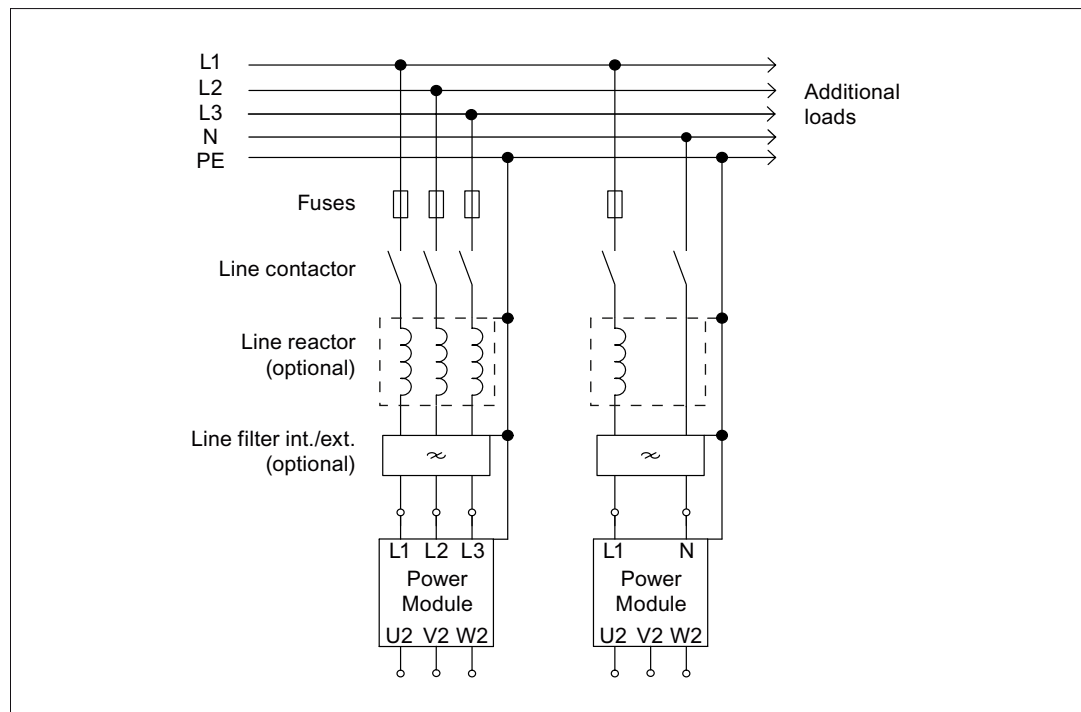 L1
L2
L3
N
PE
Additional
loads
Fuses
Line contactor
Line reactor
(optional)
Line filter int./ext.
(optional)
L1 L2 L3
Power
Module
U2 V2 W2
L1 N
Power
Module
U2 V2 W2